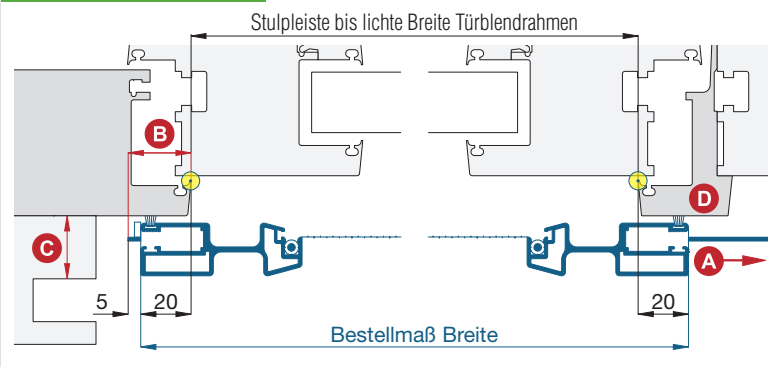 Stulpleiste bis lichte Breite Türblendrahmen
B
D
C
A
5
20
20
Bestellmaß Breite